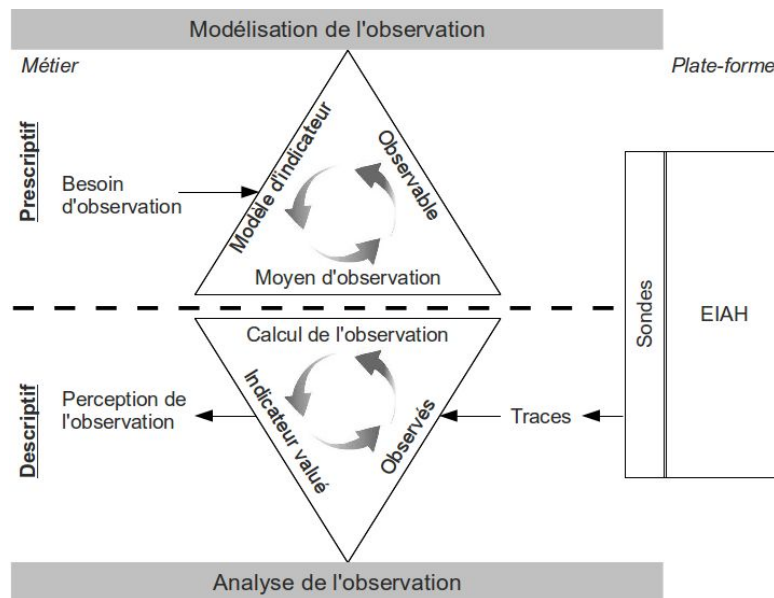 Modélisation de l'observation
Métier
Plate-forme
Prescriptif
Besoin
d'observation
Modèle d'indicateur
Observable
Moyen d'observation
Calcul de l'observation
Descriptif
Perception de
l'observation
Indicateur valué
Observés
Traces
Sondes
EIAH
Analyse de l'observation